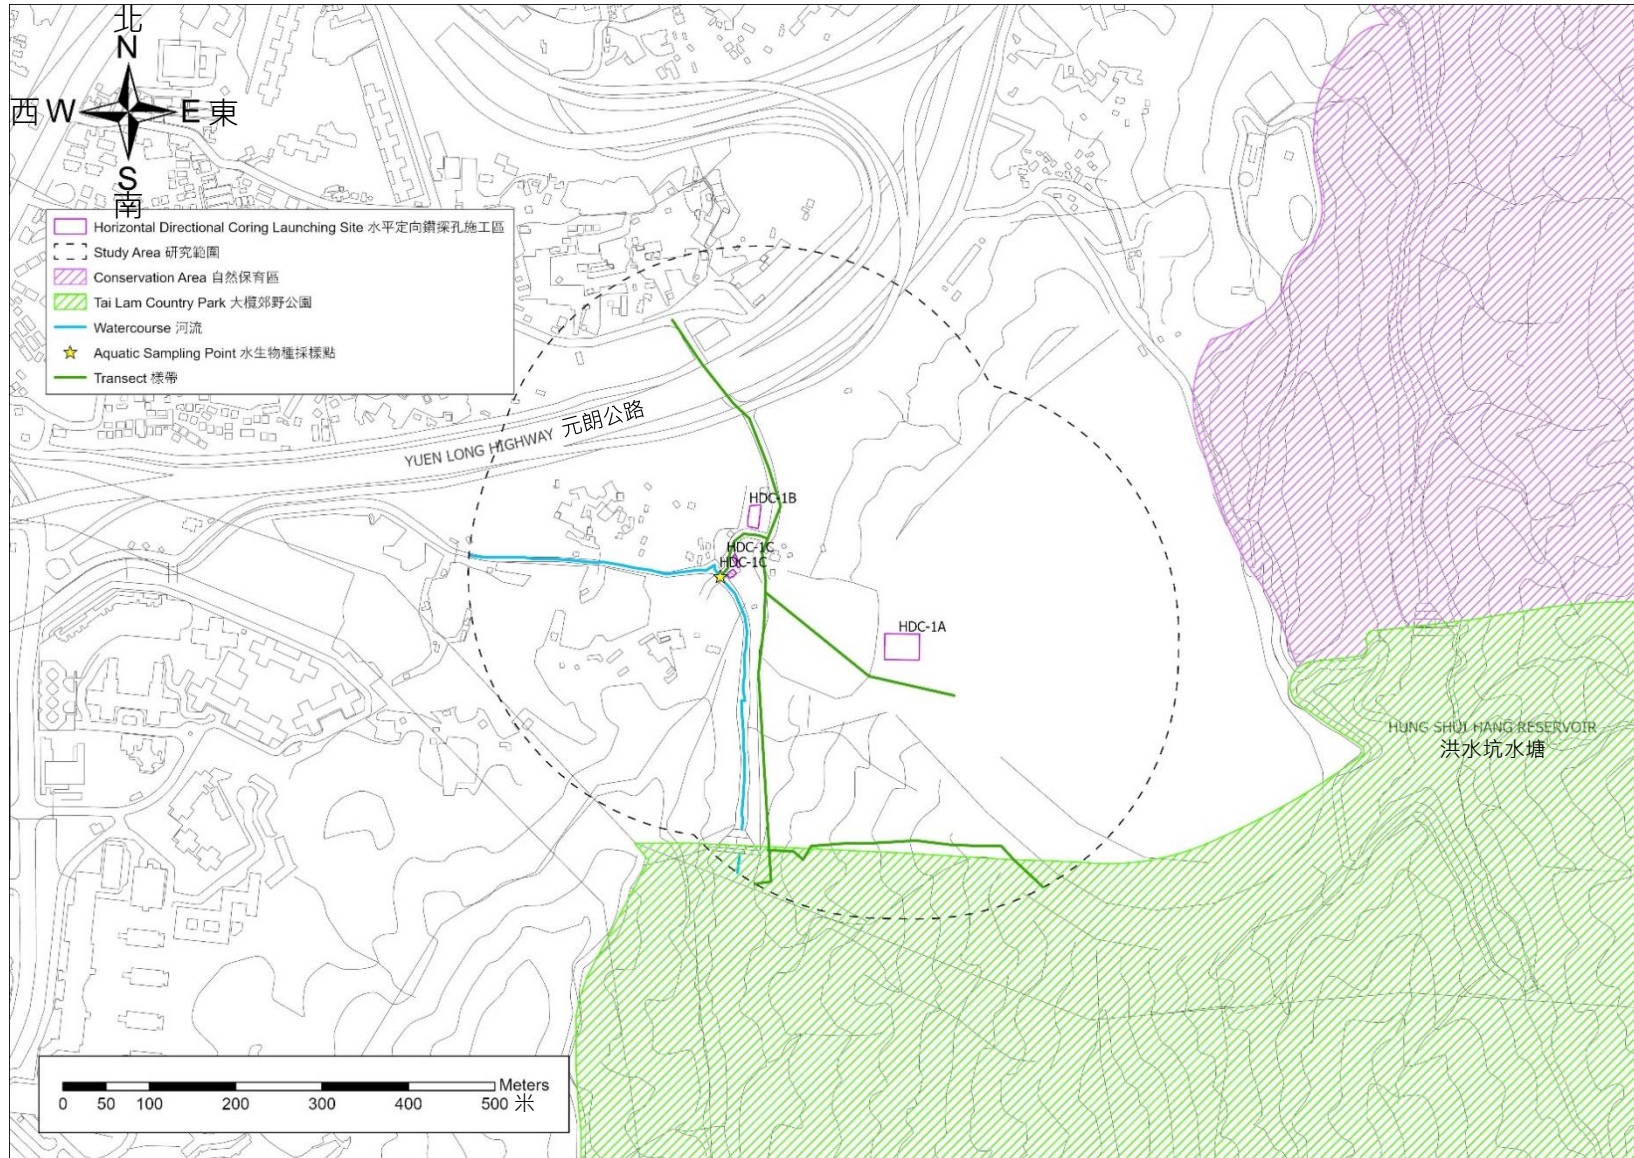 北
N
西 W E 東
S
南
Horizontal Directional Coring Launching Site 水平定向鑽探孔施工區
Study Area 研究範圍
Conservation Area 自然保育區
Tai Lam Country Park 大欖郊野公園
Watercourse 河流
Aquatic Sampling Point 水生物種採樣點
Transect 樣帶
YUEN LONG HIGHWAY 元朗公路
HDC-1B
HDC-1C
HDC-1C
HDC-1A
HUNG SHUI HANG RESERVOIR
洪水坑水塘
Meters
0 50 100 200 300 400 500 米